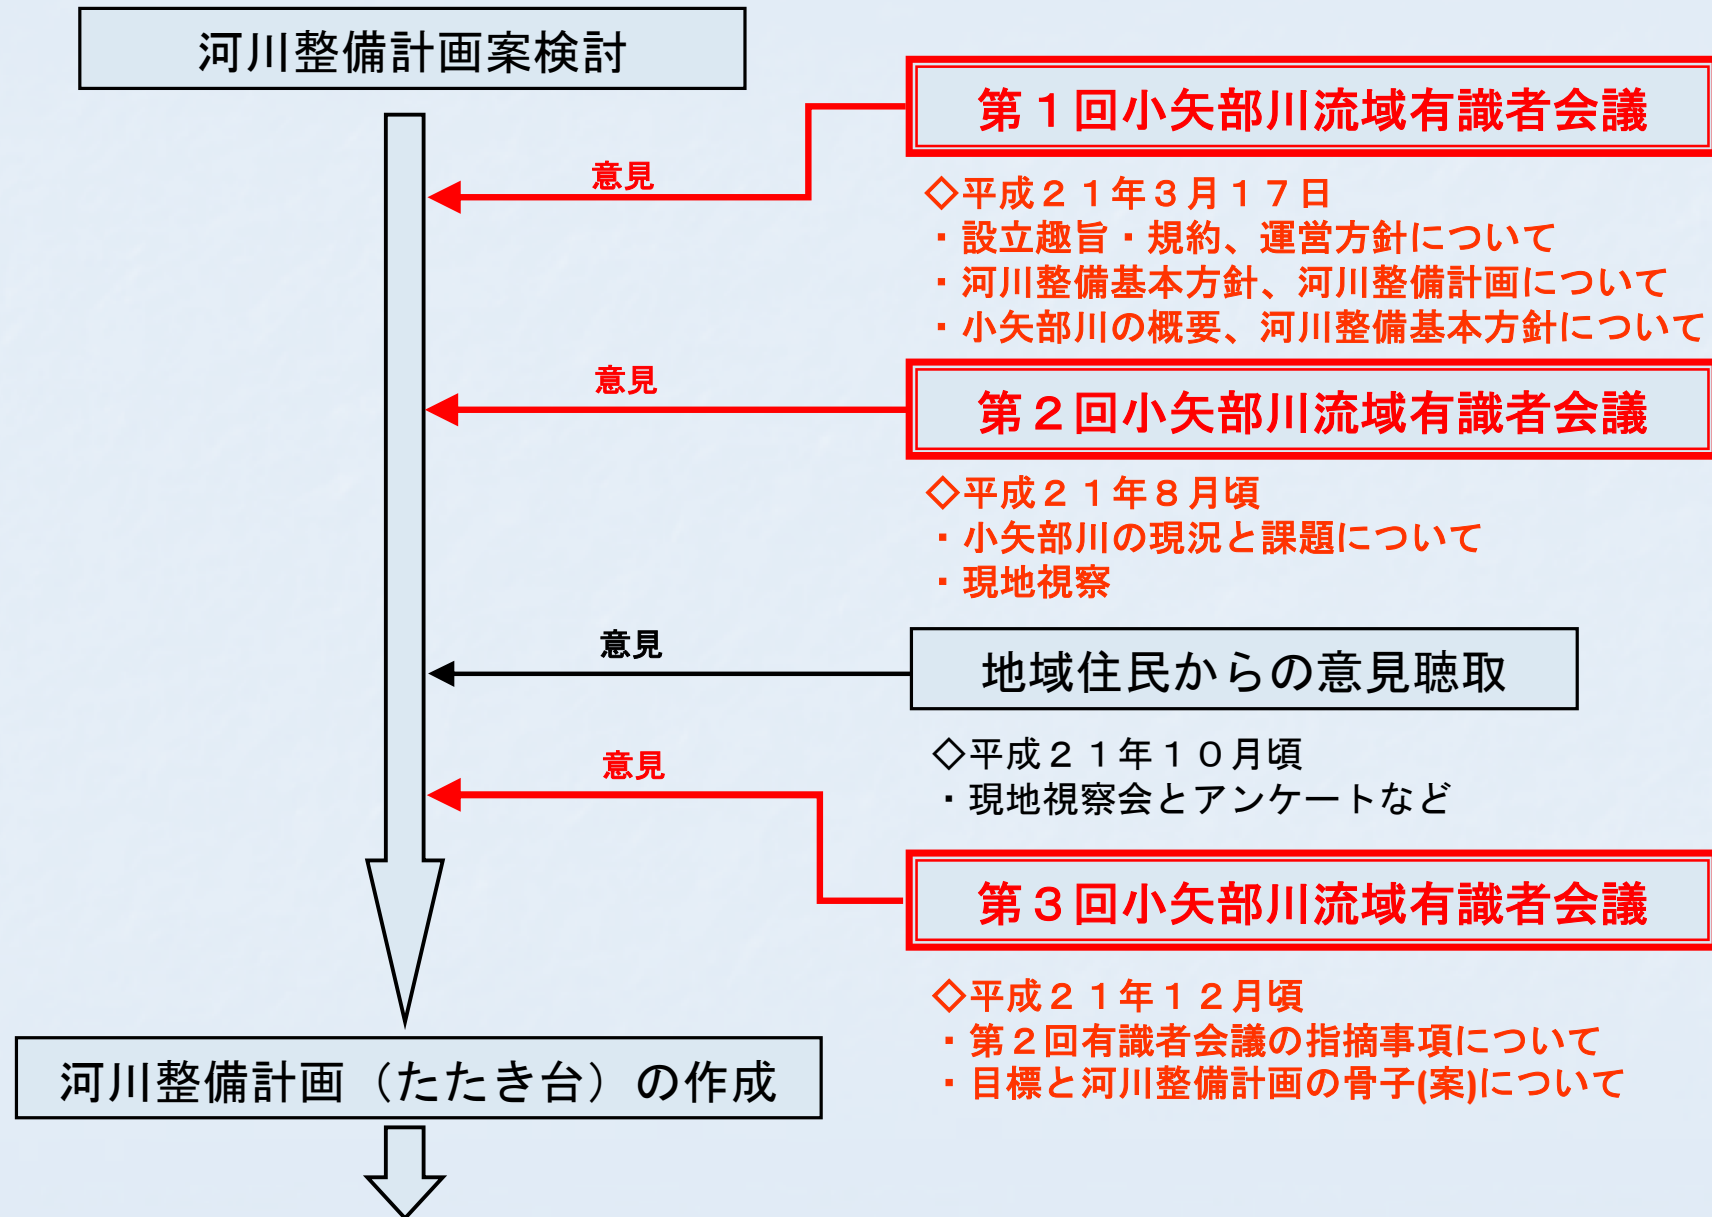 河川整備計画案検討
第１回小矢部川流域有識者会議
意見
◇平成２１年３月１７日
・設立趣旨・規約、運営方針について
・河川整備基本方針、河川整備計画について
・小矢部川の概要、河川整備基本方針について
意見
第２回小矢部川流域有識者会議
◇平成２１年８月頃
・小矢部川の現況と課題について
・現地視察
意見
地域住民からの意見聴取
◇平成２１年１０月頃
・現地視察会とアンケートなど
意見
第３回小矢部川流域有識者会議
◇平成２１年１２月頃
・第２回有識者会議の指摘事項について
・目標と河川整備計画の骨子(案)について
河川整備計画（たたき台）の作成